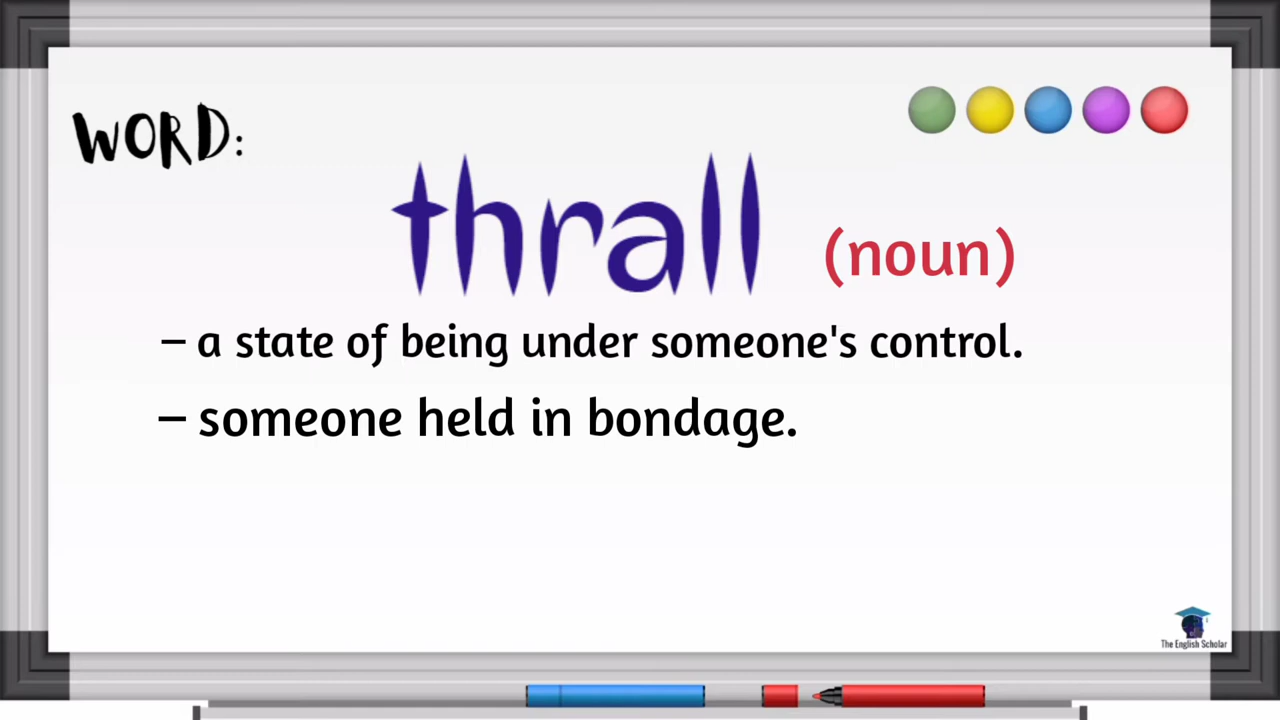 WORD:
thrall (noun)
– a state of being under someone's control.
– someone held in bondage.
The English Scholar